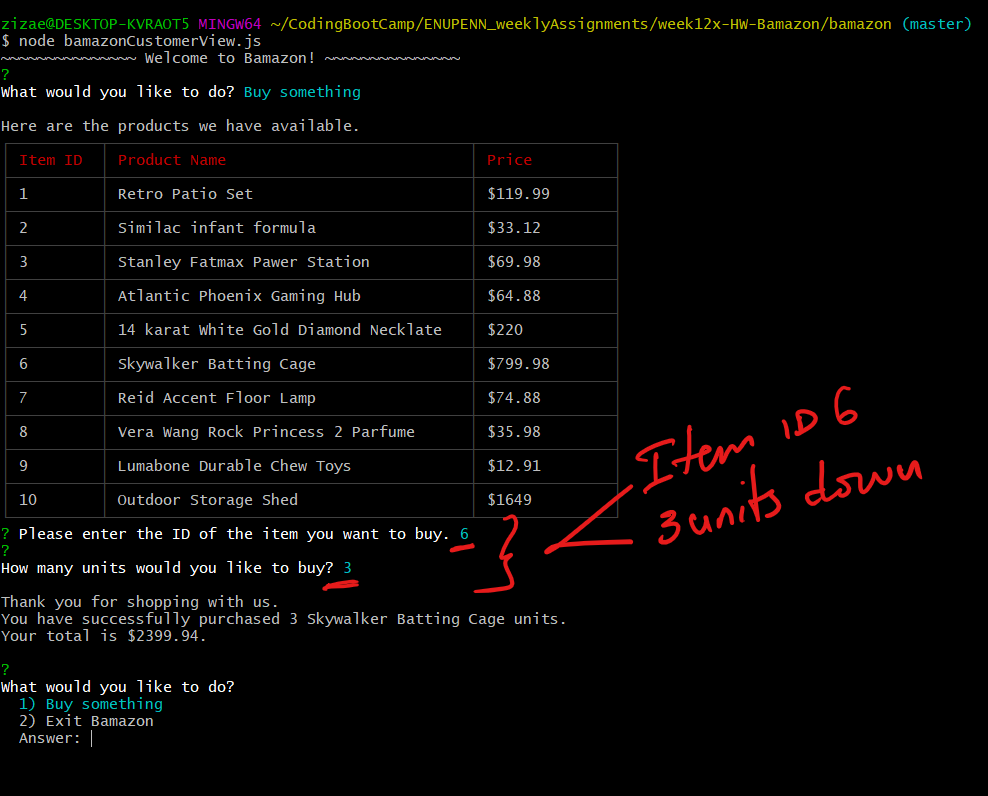 zizae@DESKTOP-KVRAOT5 MINGW64 ~/CodingBootCamp/ENUPENN_weeklyAssignments/week12x-HW-Bamazon/bamazon (master)
$ node bamazonCustomerView.js
~~~~~~~~~~~~~~~ Welcome to Bamazon! ~~~~~~~~~~~~~~~
?
What would you like to do? Buy something
Here are the products we have available.
Item ID Product Name Price
1 Retro Patio Set $119.99
2 Similac infant formula $33.12
3 Stanley Fatmax Pawer Station $69.98
4 Atlantic Phoenix Gaming Hub $64.88
5 14 karat White Gold Diamond Necklate $220
6 Skywalker Batting Cage $799.98
7 Reid Accent Floor Lamp $74.88
8 Vera Wang Rock Princess 2 Parfume $35.98
9 Lumabone Durable Chew Toys $12.91
10 Outdoor Storage Shed $1649
Item ID 6
3 units down
? Please enter the ID of the item you want to buy. 6
?
How many units would you like to buy? 3
Thank you for shopping with us.
You have successfully purchased 3 Skywalker Batting Cage units.
Your total is $2399.94.
?
What would you like to do?
1) Buy something
2) Exit Bamazon
Answer: